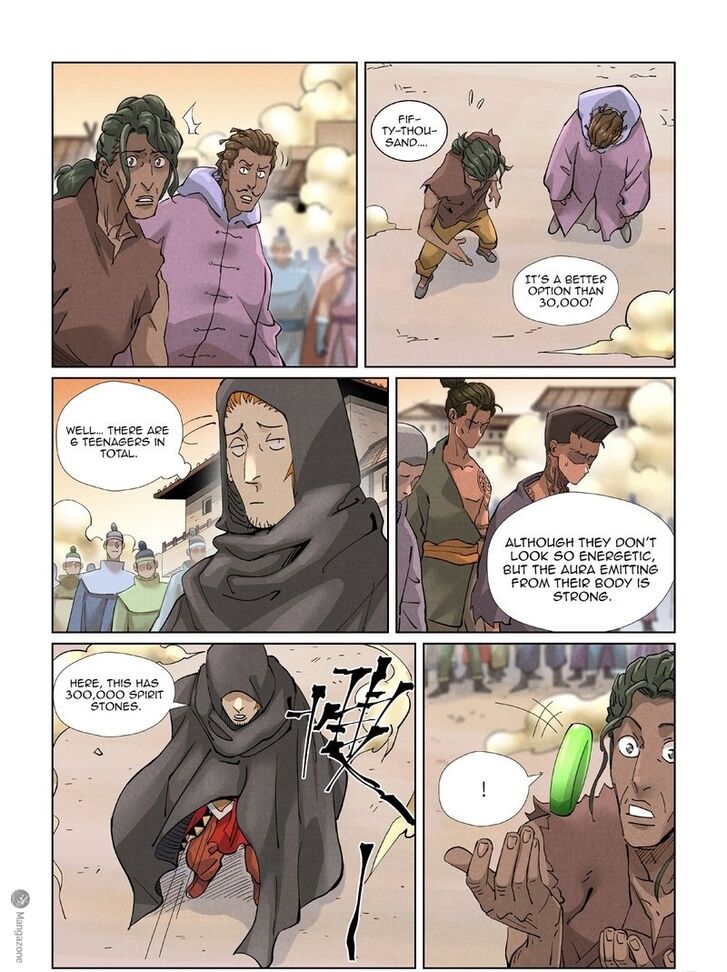 FIF-
TY-THOU-
SAND....
IT'S A BETTER
OPTION THAN
30,000!
WELL... THERE ARE
6 TEENAGERS IN
TOTAL.
ALTHOUGH THEY DON'T
LOOK SO ENERGETIC,
BUT THE AURA EMITTING
FROM THEIR BODY IS
STRONG.
HERE, THIS HAS
300,000 SPIRIT
STONES.
!
Mangazone